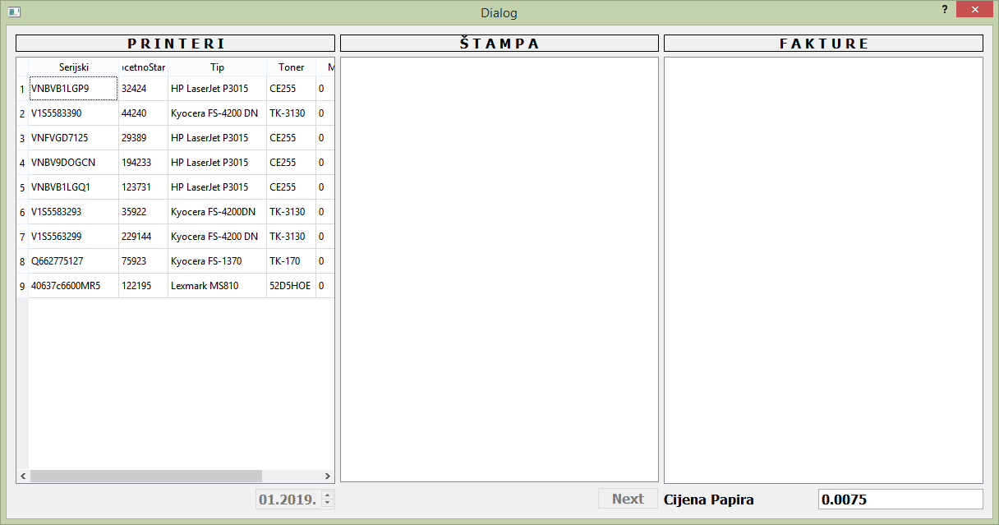 Dialog
?
PRINTERI
ŠTAMPA
FAKTURE
Serijski ocetnoStar Tip Toner M
1 VNBVB1LGP9 32424 HP LaserJet P3015 CE255 0
2 V1S5583390 44240 Kyocera FS-4200 DN TK-3130 0
3 VNFVGD7125 29389 HP LaserJet P3015 CE255 0
4 VNBV9DOGCN 194233 HP LaserJet P3015 CE255 0
5 VNBVB1LGQ1 123731 HP LaserJet P3015 CE255 0
6 V1S5583293 35922 Kyocera FS-4200DN TK-3130 0
7 V1S5563299 229144 Kyocera FS-4200 DN TK-3130 0
8 Q662775127 75923 Kyocera FS-1370 TK-170 0
9 40637c6600MR5 122195 Lexmark MS810 52D5HOE 0
01.2019.
Next
Cijena Papira 0.0075